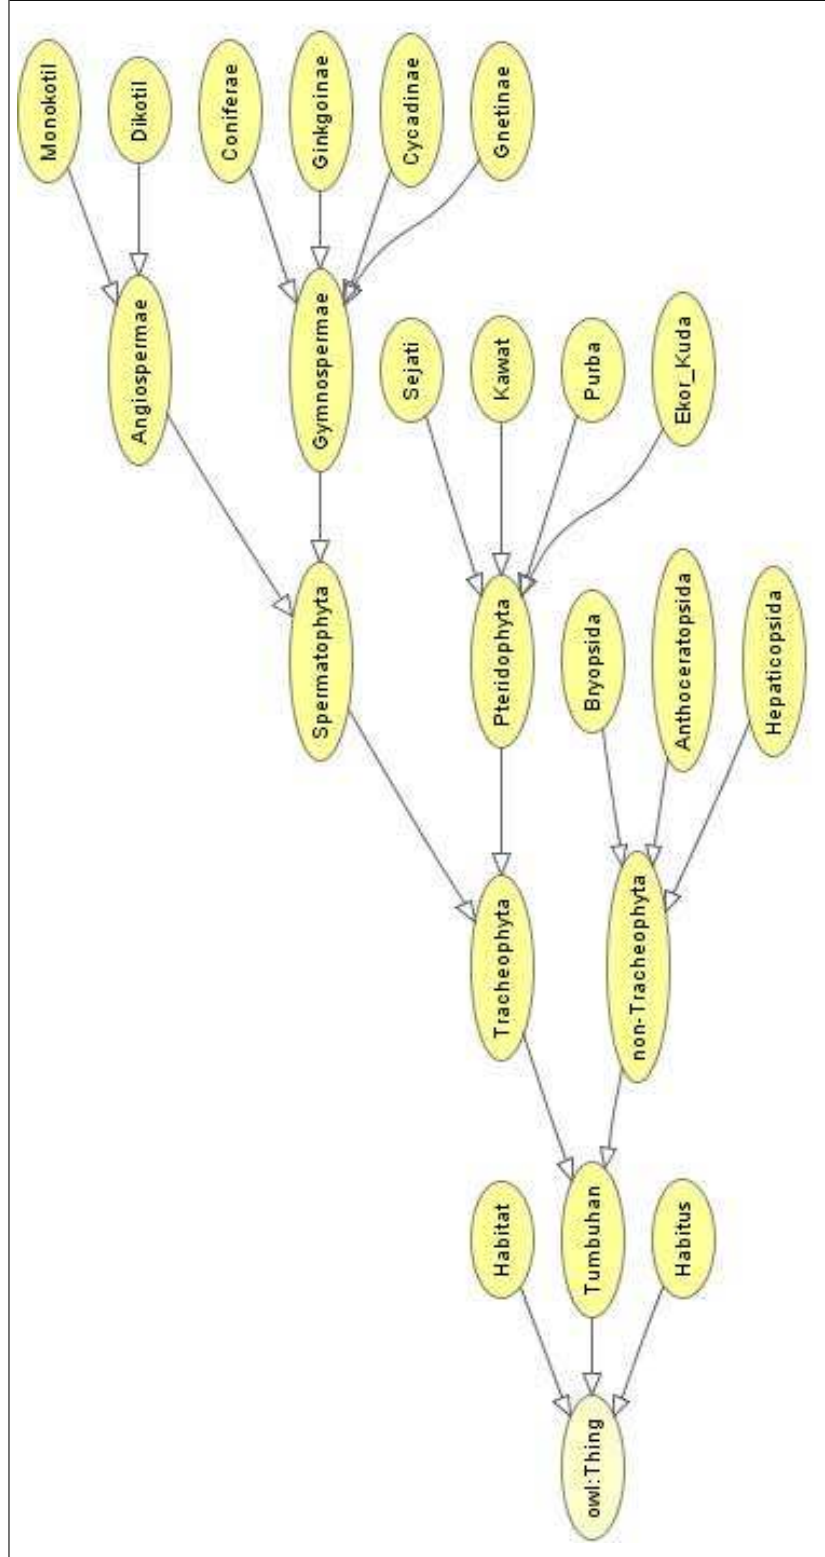 owl:Thing
Habitat
Tumbuhan
Habitus
Tracheophyta
non-Tracheophyta
Spermatophyta
Pteridophyta
Bryopsida
Anthoceratopsida
Hepaticopsida
Angiospermae
Gymnospermae
Sejati
Kawat
Purba
Ekor_Kuda
Monokotil
Dikotil
Coniferae
Ginkgoinae
Cycadinae
Gnetinae